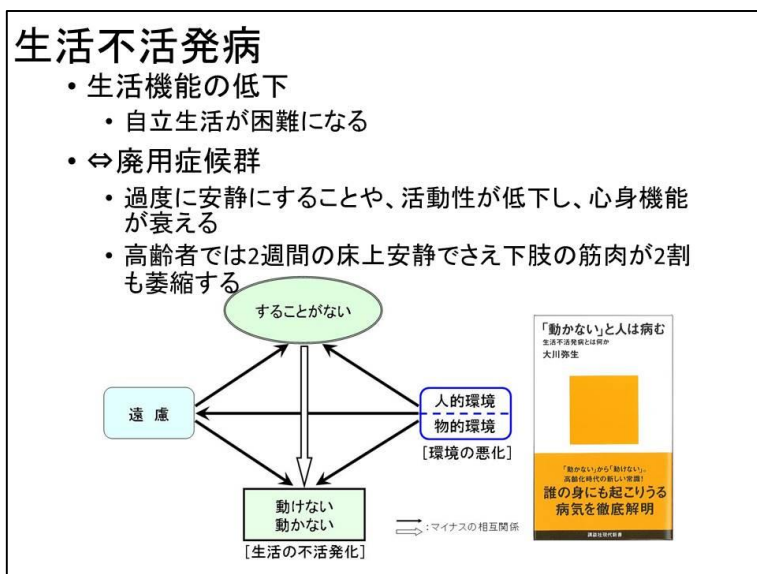 生活不活発病
• 生活機能の低下
• 自立生活が困難になる
• ⇔廃用症候群
• 過度に安静にすることや、活動性が低下し、心身機能
が衰える
• 高齢者では2週間の床上安静でさえ下肢の筋肉が2割
も萎縮する
することがない
遠 慮
人的環境
物的環境
[環境の悪化]
動けない
動かない
[生活の不活発化]
:マイナスの相互関係
「動かない」と人は病む
生活不活発病とは何か
大川弥生
「動かない」から「動けない」。
高齢化時代の新しい常識!
誰の身にも起こりうる
病気を徹底解明
講談社現代新書